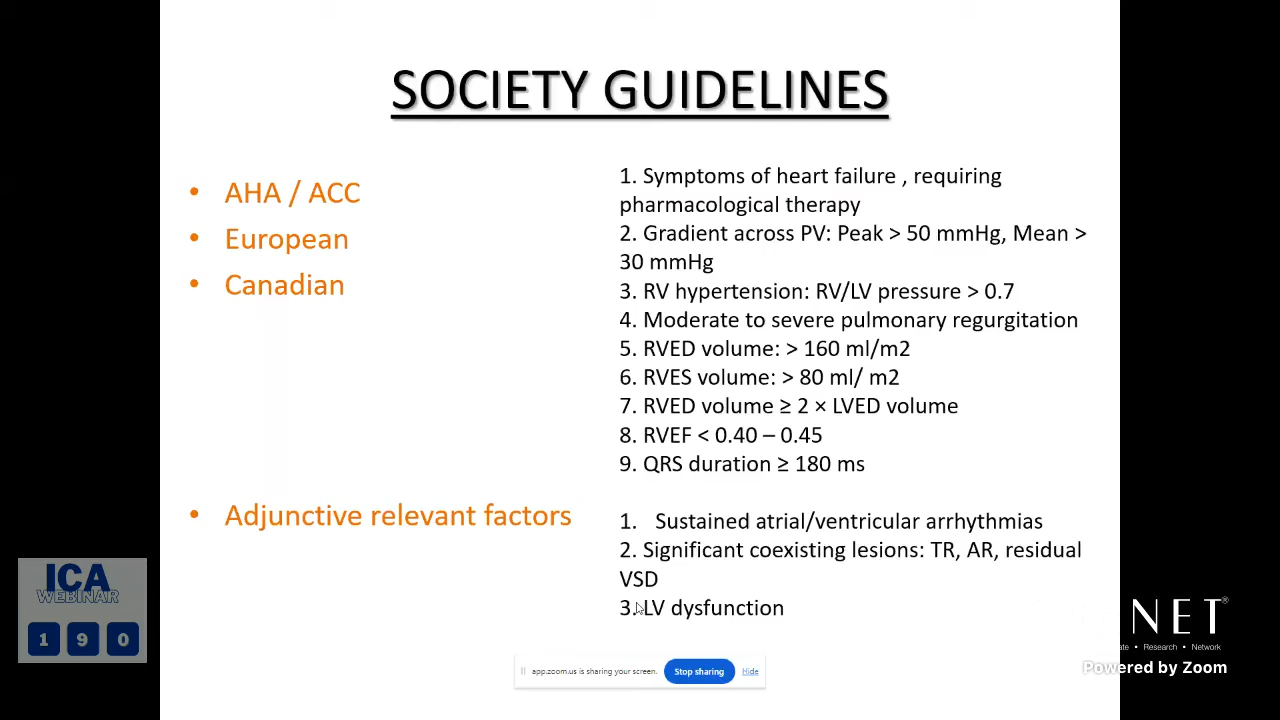 SOCIETY GUIDELINES
• AHA / ACC
• European
• Canadian
1. Symptoms of heart failure , requiring
pharmacological therapy
2. Gradient across PV: Peak > 50 mmHg, Mean >
30 mmHg
3. RV hypertension: RV/LV pressure > 0.7
4. Moderate to severe pulmonary regurgitation
5. RVED volume: > 160 ml/m2
6. RVES volume: > 80 ml/ m2
7. RVED volume ≥ 2 × LVED volume
8. RVEF < 0.40 – 0.45
9. QRS duration ≥ 180 ms
• Adjunctive relevant factors
1. Sustained atrial/ventricular arrhythmias
2. Significant coexisting lesions: TR, AR, residual
VSD
3. LV dysfunction
ICA
WEBINAR
1 9 0
NET®
• Research • Network
Powered by Zoom
app.zoom.us is sharing your screen. Stop sharing Hide